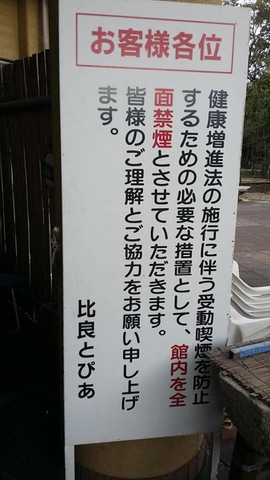 お客様各位
健康増進法の施行に伴う受動喫煙を防止
するための必要な措置として、館内を全
面禁煙とさせていただきます。
皆様のご理解とご協力をお願い申し上げ
ます。
比良とぴあ